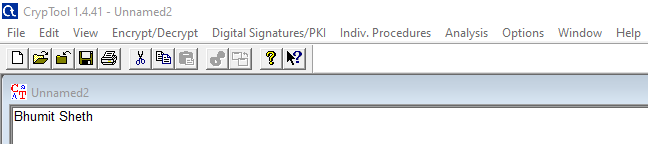 CrypTool 1.4.41 - Unnamed2
File Edit View Encrypt/Decrypt Digital Signatures/PKI Indiv. Procedures Analysis Options Window Help
Unnamed2
Bhumit Sheth